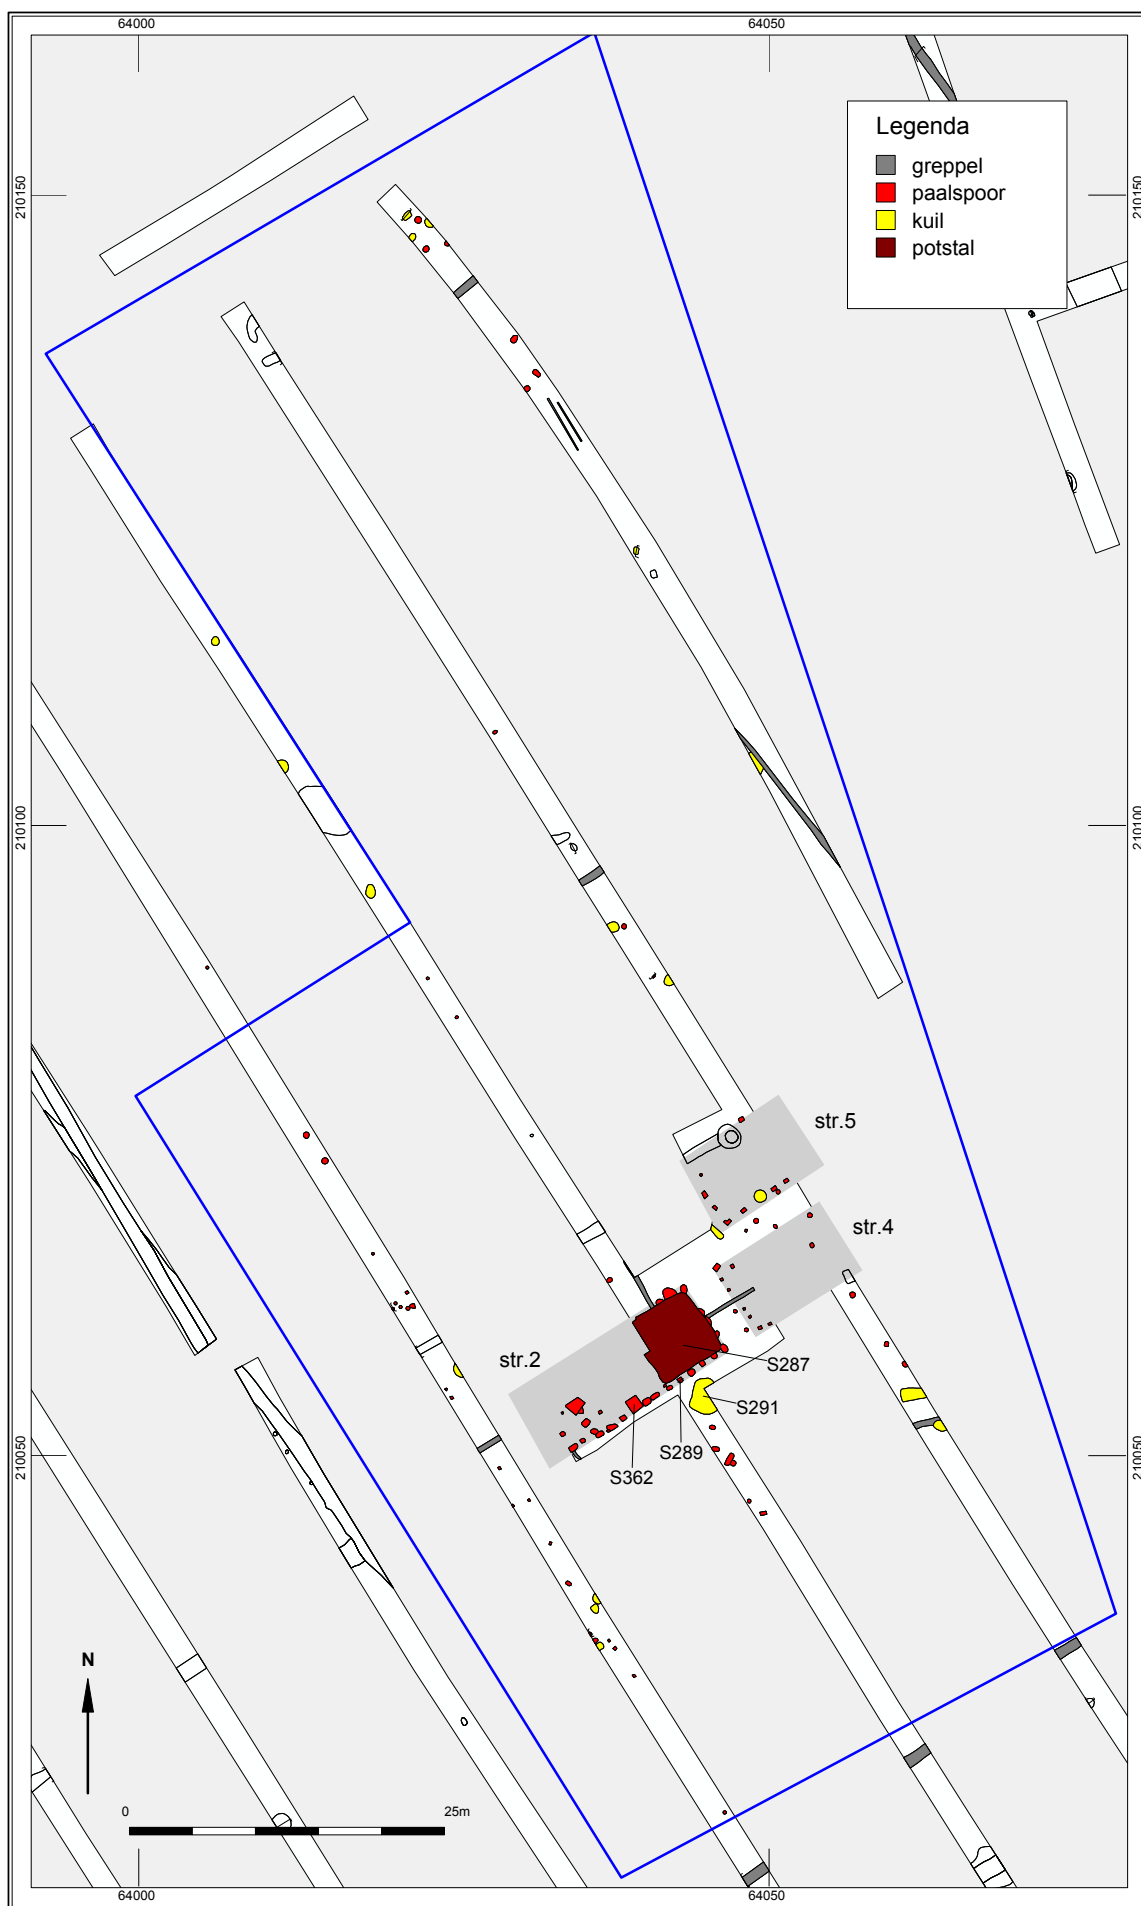 64000
64050
210150
210150
Legenda
greppel
paalspoor
kuil
potstal
210100
210100
str.5
str.4
str.2
S287
S291
S289
S362
210050
210050
N
0
25m
64000
64050